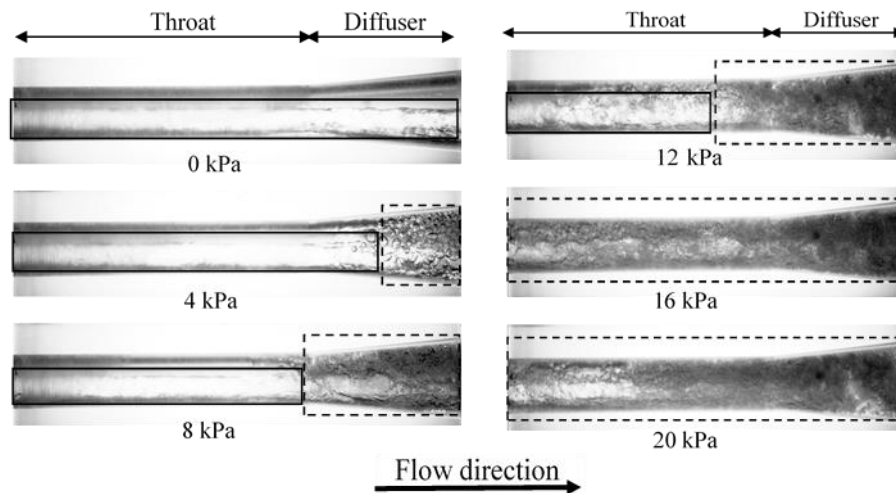 Throat Diffuser
0 kPa
4 kPa
8 kPa
Throat Diffuser
12 kPa
16 kPa
20 kPa
Flow direction